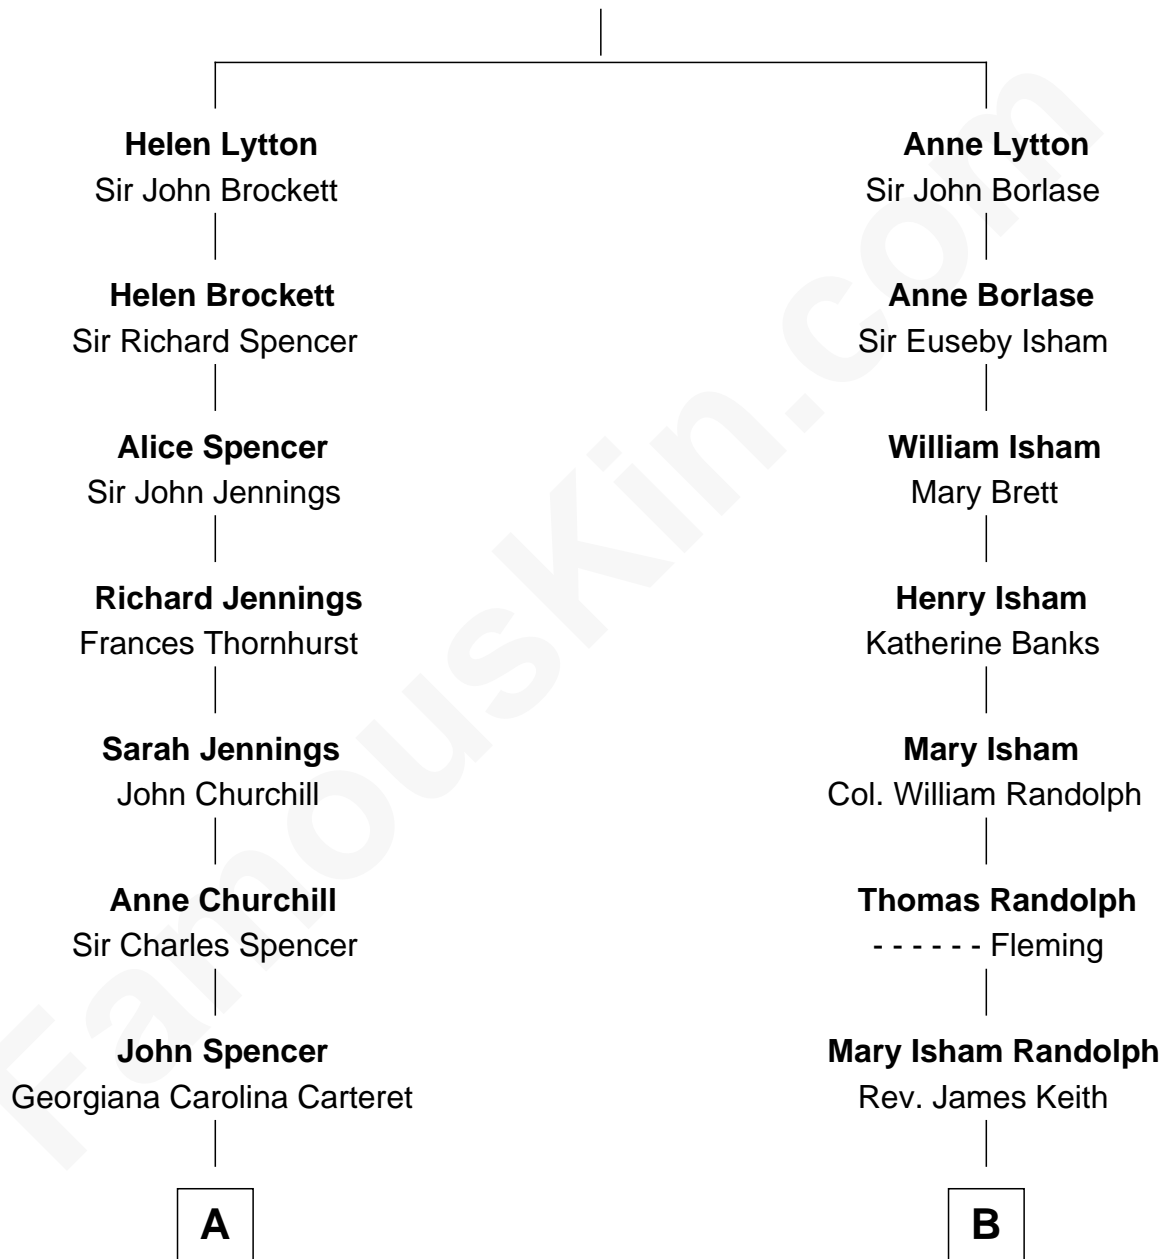 Helen Lytton
Sir John Brockett
Helen Brockett
Sir Richard Spencer
Alice Spencer
Sir John Jennings
Richard Jennings
Frances Thornhurst
Sarah Jennings
John Churchill
Anne Churchill
Sir Charles Spencer
John Spencer
Georgiana Carolina Carteret
A
Anne Lytton
Sir John Borlase
Anne Borlase
Sir Euseby Isham
William Isham
Mary Brett
Henry Isham
Katherine Banks
Mary Isham
Col. William Randolph
Thomas Randolph
- - - - - - Fleming
Mary Isham Randolph
Rev. James Keith
B
FamousKin.com